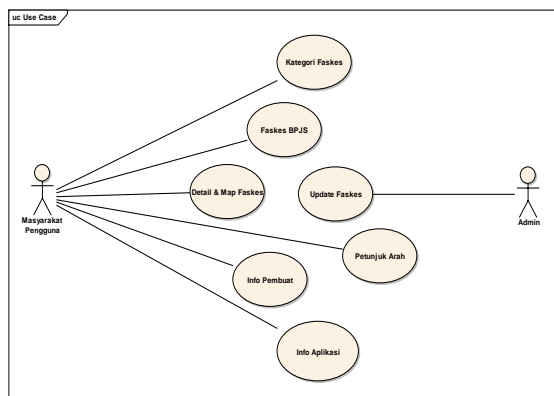 uc Use Case
Kategori Faskes
Faskes BPJS
Detail & Map Faskes
Update Faskes
Masyarakat
Pengguna
Admin
Petunjuk Arah
Info Pembuat
Info Aplikasi